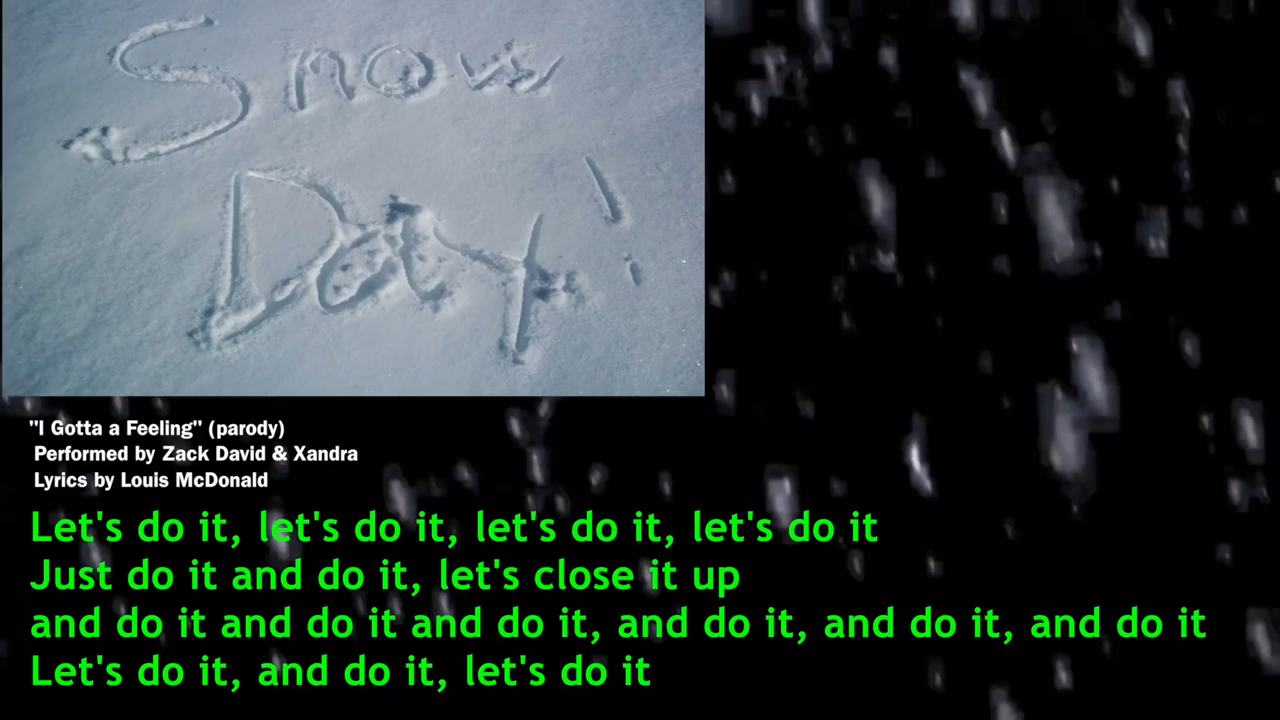 Snow
Day!
"I Gotta a Feeling" (parody)
Performed by Zack David & Xandra
Lyrics by Louis McDonald
Let's do it, let's do it, let's do it, let's do it
Just do it and do it, let's close it up
and do it and do it and do it, and do it, and do it, and do it
Let's do it, and do it, let's do it